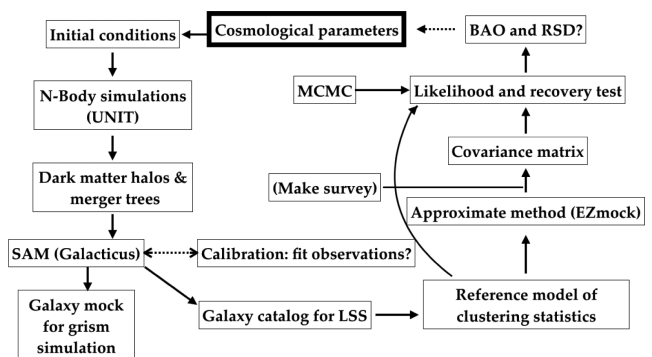 Initial conditions
Cosmological parameters
BAO and RSD?
N-Body simulations
(UNIT)
MCMC
Likelihood and recovery test
Covariance matrix
Dark matter halos &
merger trees
(Make survey)
Approximate method (EZmock)
SAM (Galacticus)
Calibration: fit observations?
Galaxy mock
for grism
simulation
Galaxy catalog for LSS
Reference model of
clustering statistics